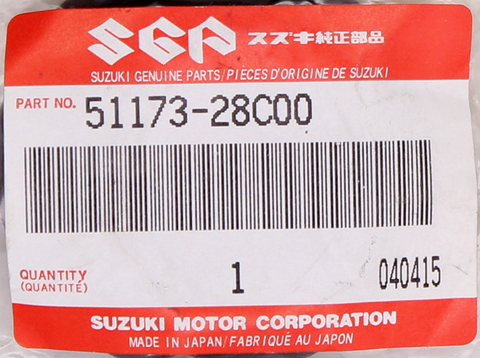 SGP スズキ純正部品
SUZUKI GENUINE PARTS/PIÈCES D'ORIGINE DE SUZUKI
PART NO. 51173-28C00
QUANTITY
(QUANTITÉ) 1 040415
SUZUKI MOTOR CORPORATION
MADE IN JAPAN/FABRIQUÉ AU JAPON